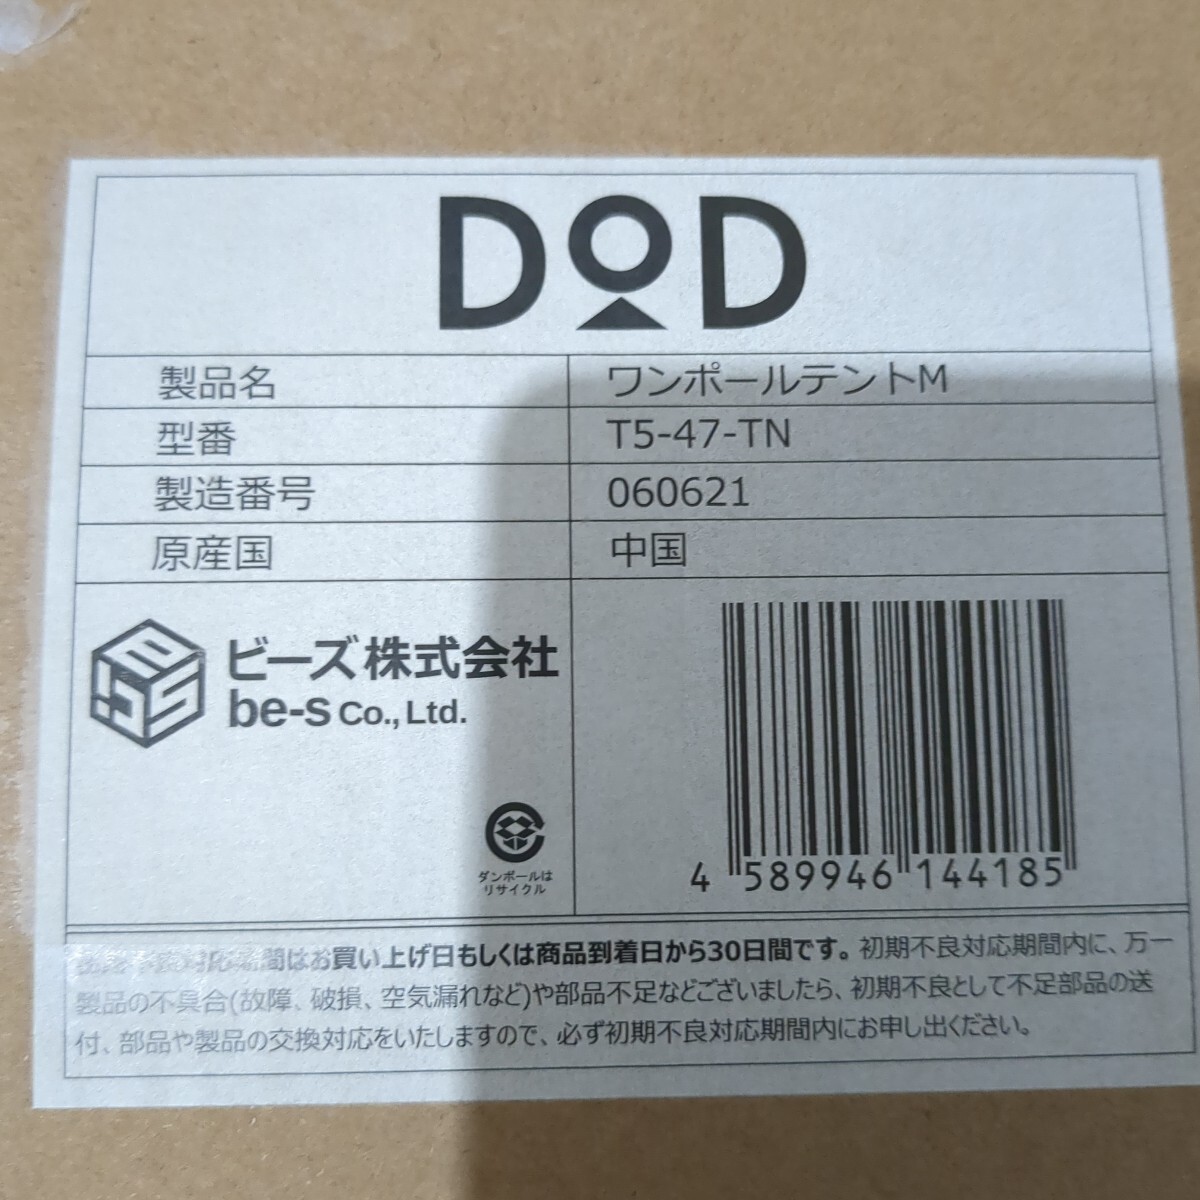 DOD
製品名 ワンポールテントM
型番 T5-47-TN
製造番号 060621
原産国 中国
ビーズ株式会社
be-s Co., Ltd.
ダンボールは
リサイクル
4 589946 144185
初期不良対応期間はお買い上げ日もしくは商品到着日から30日間です。初期不良対応期間内に、万一
製品の不具合(故障、破損、空気漏れなど)や部品不足などございましたら、初期不良として不足部品の送
付、部品や製品の交換対応をいたしますので、必ず初期不良対応期間内にお申し出ください。